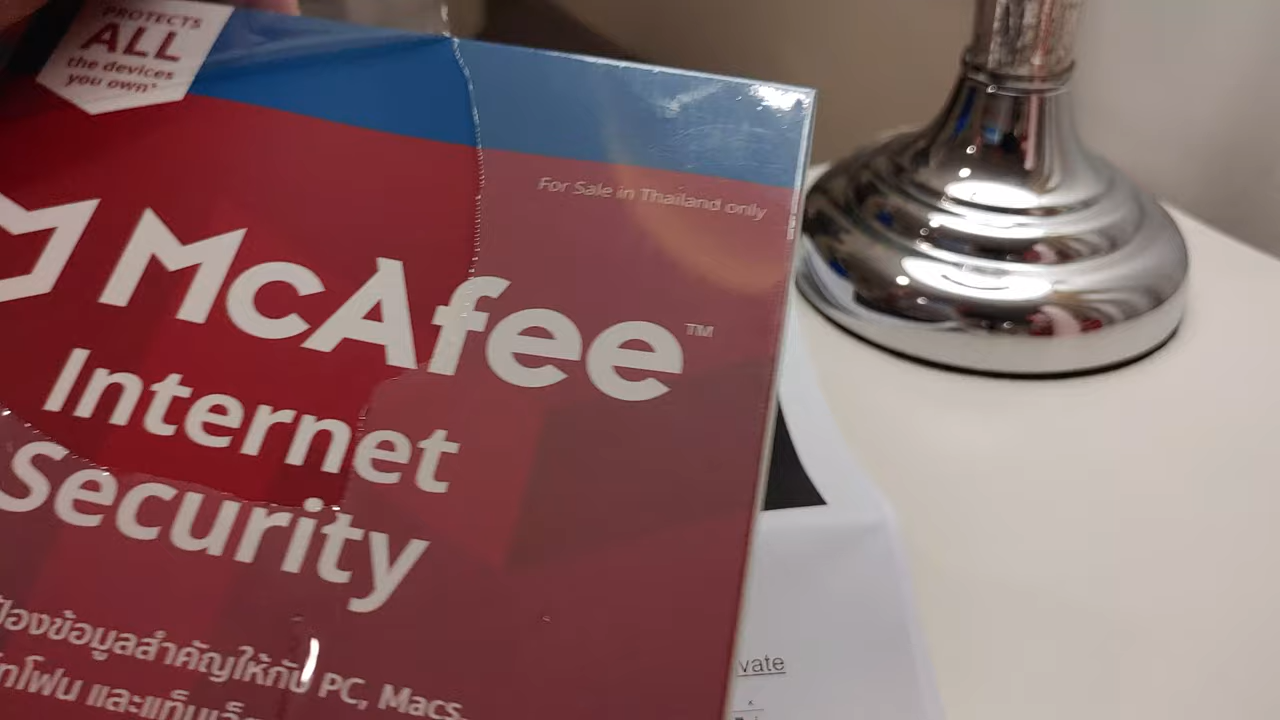 PROTECTS
ALL
the devices
you own*
For Sale in Thailand only
McAfee™
Internet
Security
ป้องข้อมูลสำคัญให้กับ PC, Macs,
และแท็บเล็ต
vate